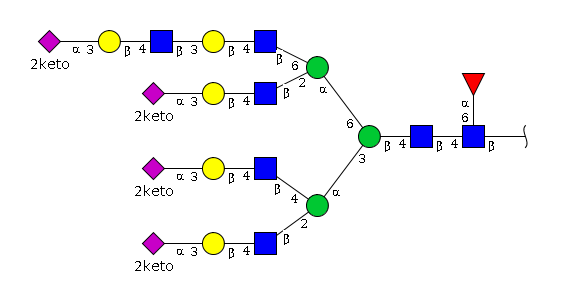 α 3 β 4 β 3 β 4 β 6
2keto
α 3 β 4 β 2 α
2keto
α
6
6
β 4 β 4 β
3
α 3 β 4 β 4 α
2keto
2
α 3 β 4 β
2keto